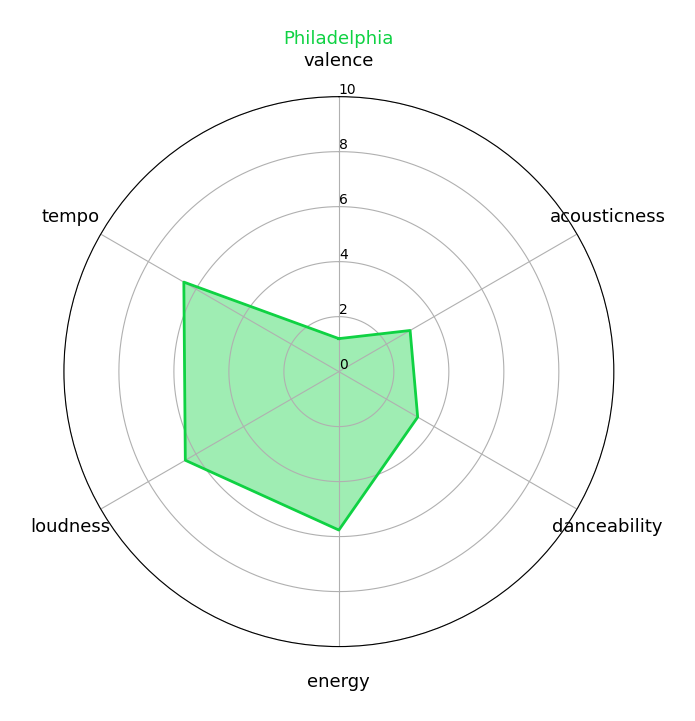 Philadelphia
valence
10
8
6
4
2
0
tempo
acousticness
loudness
danceability
energy